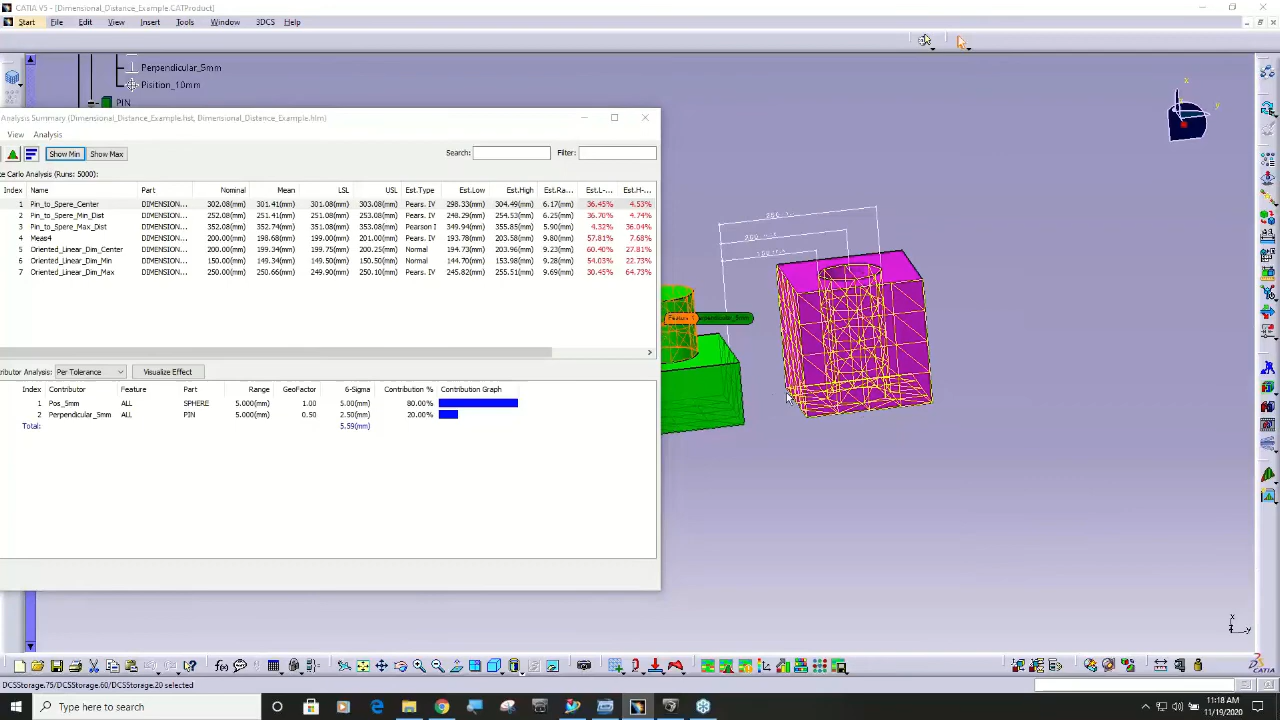 CATIA V5 - [Dimensional_Distance_Example.CATProduct]
Start File Edit View Insert Tools Window 3DCS Help
Perpendicular_5mm
Pisition_10mm
PIN
Analysis Summary (Dimensional_Distance_Example.hst, Dimensional_Distance_Example.hlm)
View Analysis
Show Min Show Max Search: Filter:
e Carlo Analysis (Runs: 5000)
Index Name Part Nominal Mean LSL USL Est.Type Est.Low Est.High Est.Ra... Est.L-... Est.H-...
1 Pin_to_Spere_Center DIMENSION... 302.08(mm) 301.41(mm) 301.08(mm) 303.08(mm) Pears. IV 298.33(mm) 304.49(mm) 6.17(mm) 36.45% 4.53%
2 Pin_to_Spere_Min_Dist DIMENSION... 252.08(mm) 251.41(mm) 251.08(mm) 253.08(mm) Pears. IV 248.29(mm) 254.53(mm) 6.25(mm) 36.70% 4.74%
3 Pin_to_Spere_Max_Dist DIMENSION... 352.08(mm) 352.74(mm) 351.08(mm) 353.08(mm) Pearson I 349.94(mm) 355.85(mm) 5.90(mm) 4.32% 36.04%
4 Meas4 DIMENSION... 200.00(mm) 198.68(mm) 199.00(mm) 201.00(mm) Pears. IV 193.78(mm) 203.58(mm) 9.80(mm) 57.81% 7.68%
5 Oriented_Linear_Dim_Center DIMENSION... 200.00(mm) 199.34(mm) 199.75(mm) 200.25(mm) Normal 194.73(mm) 203.96(mm) 9.23(mm) 60.40% 27.81%
6 Oriented_Linear_Dim_Min DIMENSION... 150.00(mm) 149.34(mm) 149.50(mm) 150.50(mm) Normal 144.70(mm) 153.98(mm) 9.28(mm) 54.03% 22.73%
7 Oriented_Linear_Dim_Max DIMENSION... 250.00(mm) 250.66(mm) 249.90(mm) 250.10(mm) Pears. IV 245.82(mm) 255.51(mm) 9.69(mm) 30.45% 64.73%
ributor Analysis: Per Tolerance Visualize Effect
Index Contributor Feature Part Range GeoFactor 6-Sigma Contribution % Contribution Graph
1 Pos_5mm ALL SPHERE 5.000(mm) 1.00 5.00(mm) 80.00%
2 Perpendicular_5mm ALL PIN 5.000(mm) 0.50 2.50(mm) 20.00%
Total: 5.59(mm)
x
y
x
y
CATIA
DCSStorage.75/DCSStorage.60/DCSStorage.20 selected
Type here to search
11:18 AM
11/19/2020